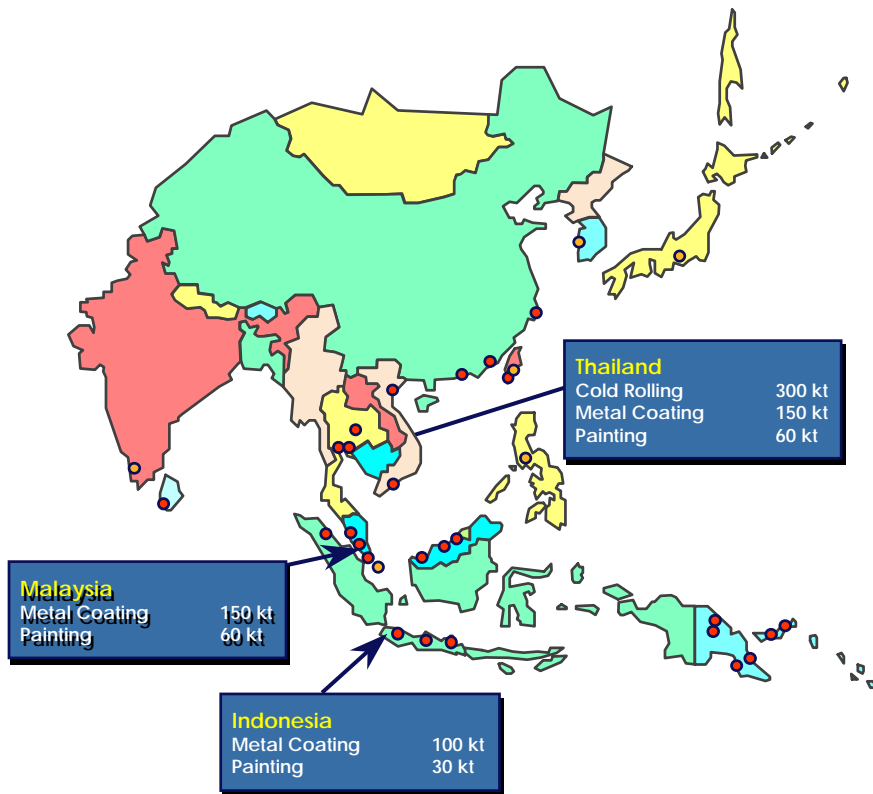 Thailand
Cold Rolling 300 kt
Metal Coating 150 kt
Painting 60 kt
Malaysia
Metal Coating 150 kt
Painting 60 kt
Indonesia
Metal Coating 100 kt
Painting 30 kt